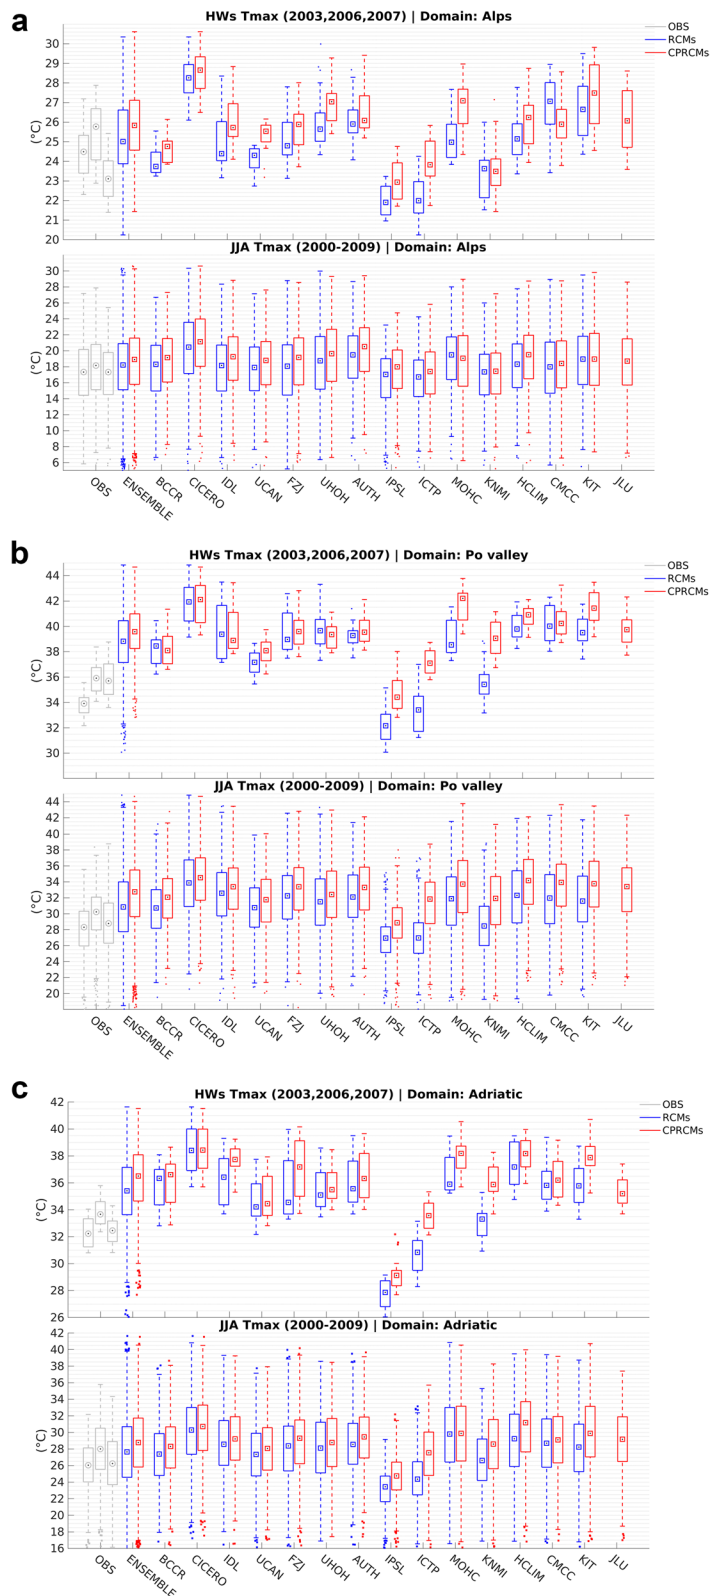 a
HWs Tmax (2003,2006,2007) | Domain: Alps
OBS
RCMs
CPRCMs
(°C)
30
29
28
27
26
25
24
23
22
21
20
JJA Tmax (2000-2009) | Domain: Alps
(°C)
30
28
26
24
22
20
18
16
14
12
10
8
6
OBS
ENSEMBLE
BCCR
CICERO
IDL
UCAN
FZJ
UHOH
AUTH
IPSL
ICTP
MOHC
KNMI
HCLIM
CMCC
KIT
JLU
b
HWs Tmax (2003,2006,2007) | Domain: Po valley
OBS
RCMs
CPRCMs
(°C)
44
42
40
38
36
34
32
30
JJA Tmax (2000-2009) | Domain: Po valley
(°C)
44
42
40
38
36
34
32
30
28
26
24
22
20
OBS
ENSEMBLE
BCCR
CICERO
IDL
UCAN
FZJ
UHOH
AUTH
IPSL
ICTP
MOHC
KNMI
HCLIM
CMCC
KIT
JLU
c
HWs Tmax (2003,2006,2007) | Domain: Adriatic
OBS
RCMs
CPRCMs
(°C)
42
40
38
36
34
32
30
28
26
JJA Tmax (2000-2009) | Domain: Adriatic
(°C)
42
40
38
36
34
32
30
28
26
24
22
20
18
16
OBS
ENSEMBLE
BCCR
CICERO
IDL
UCAN
FZJ
UHOH
AUTH
IPSL
ICTP
MOHC
KNMI
HCLIM
CMCC
KIT
JLU